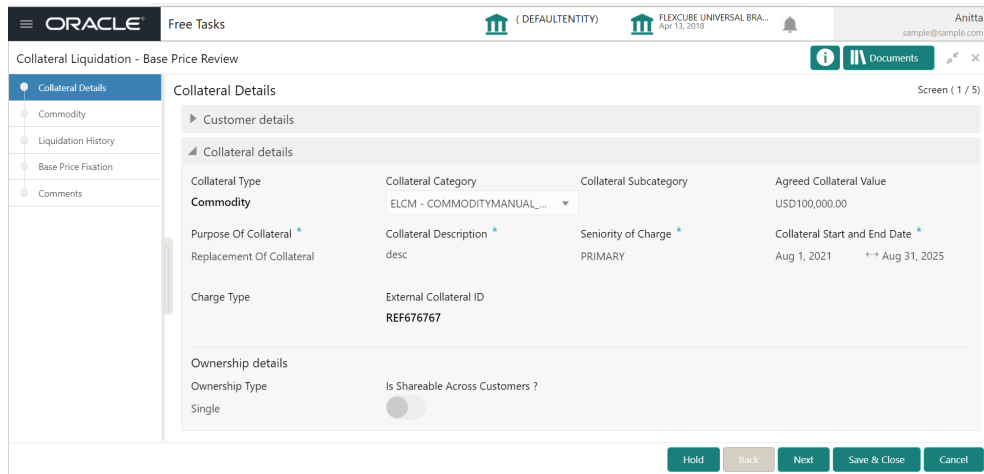 ORACLE
Free Tasks
( DEFAULTENTITY)
FLEXCUBE UNIVERSAL BRA...
Apr 13, 2018
Anitta
sample@sample.com
Collateral Liquidation - Base Price Review
i
Documents
Collateral Details
Commodity
Liquidation History
Base Price Fixation
Comments
Collateral Details
Screen ( 1 / 5)
Customer details
Collateral details
Collateral Type
Collateral Category
Collateral Subcategory
Agreed Collateral Value
Commodity
ELCM - COMMODITYMANUAL_...
USD100,000.00
Purpose Of Collateral *
Collateral Description *
Seniority of Charge *
Collateral Start and End Date *
Replacement Of Collateral
desc
PRIMARY
Aug 1, 2021 ↔ Aug 31, 2025
Charge Type
External Collateral ID
REF676767
Ownership details
Ownership Type
Is Shareable Across Customers ?
Single
Hold
Back
Next
Save & Close
Cancel